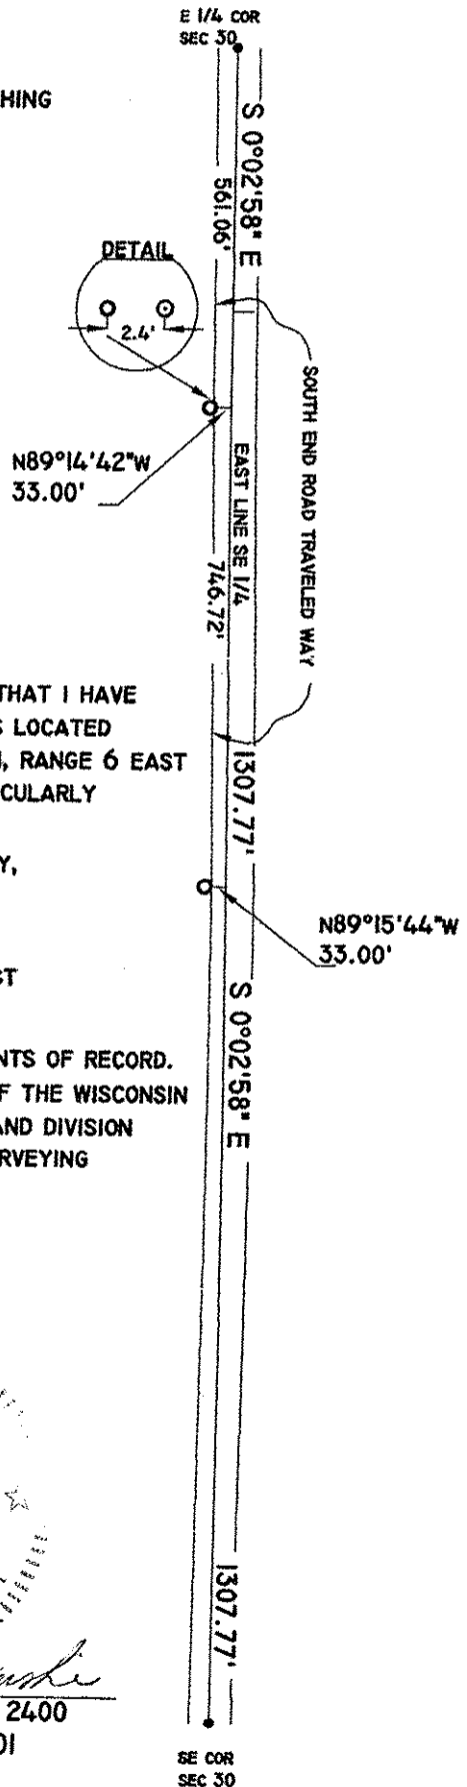 E 1/4 COR
SEC 30
HING
S 0°02'58" E
561.06'
DETAIL
2.4'
SOUTH END ROAD TRAVELED WAY
N89°14'42"W
33.00'
EAST LINE SE 1/4
746.72'
THAT I HAVE
S LOCATED
, RANGE 6 EAST
CULARLY
1307.77'
Y,
N89°15'44"W
33.00'
CT
S 0°02'58" E
NTS OF RECORD.
F THE WISCONSIN
AND DIVISION
RVEYING
1307.77'
2400
01
SE COR
SEC 30